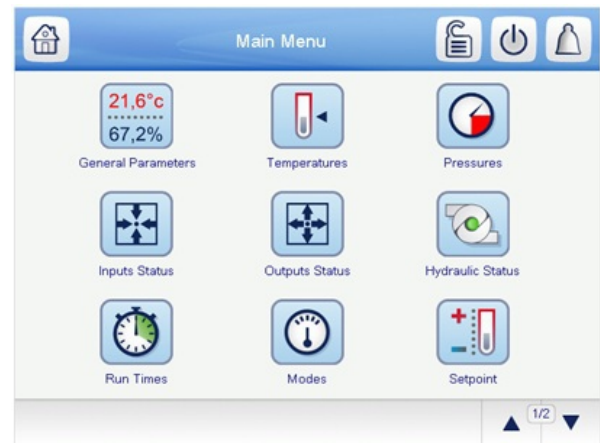 Main Menu
21,6°c
67,2%
General Parameters
Temperatures
Pressures
Inputs Status
Outputs Status
Hydraulic Status
Run Times
Modes
Setpoint
1/2